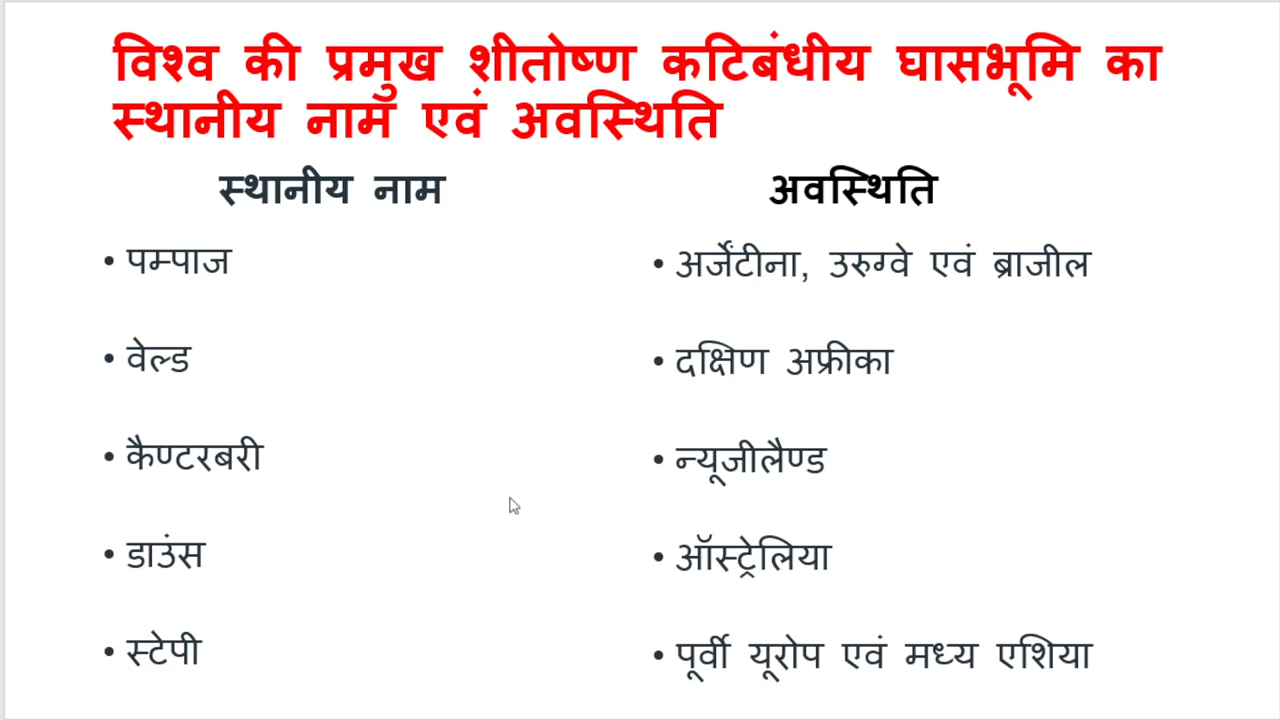 विश्व की प्रमुख शीतोष्ण कटिबंधीय घासभूमि का
स्थानीय नाम एवं अवस्थिति
स्थानीय नाम
अवस्थिति
• पम्पाज
• अर्जेंटीना, उरुग्वे एवं ब्राजील
• वेल्ड
• दक्षिण अफ्रीका
• कैण्टरबरी
• न्यूजीलैण्ड
• डाउंस
• ऑस्ट्रेलिया
• स्टेपी
• पूर्वी यूरोप एवं मध्य एशिया